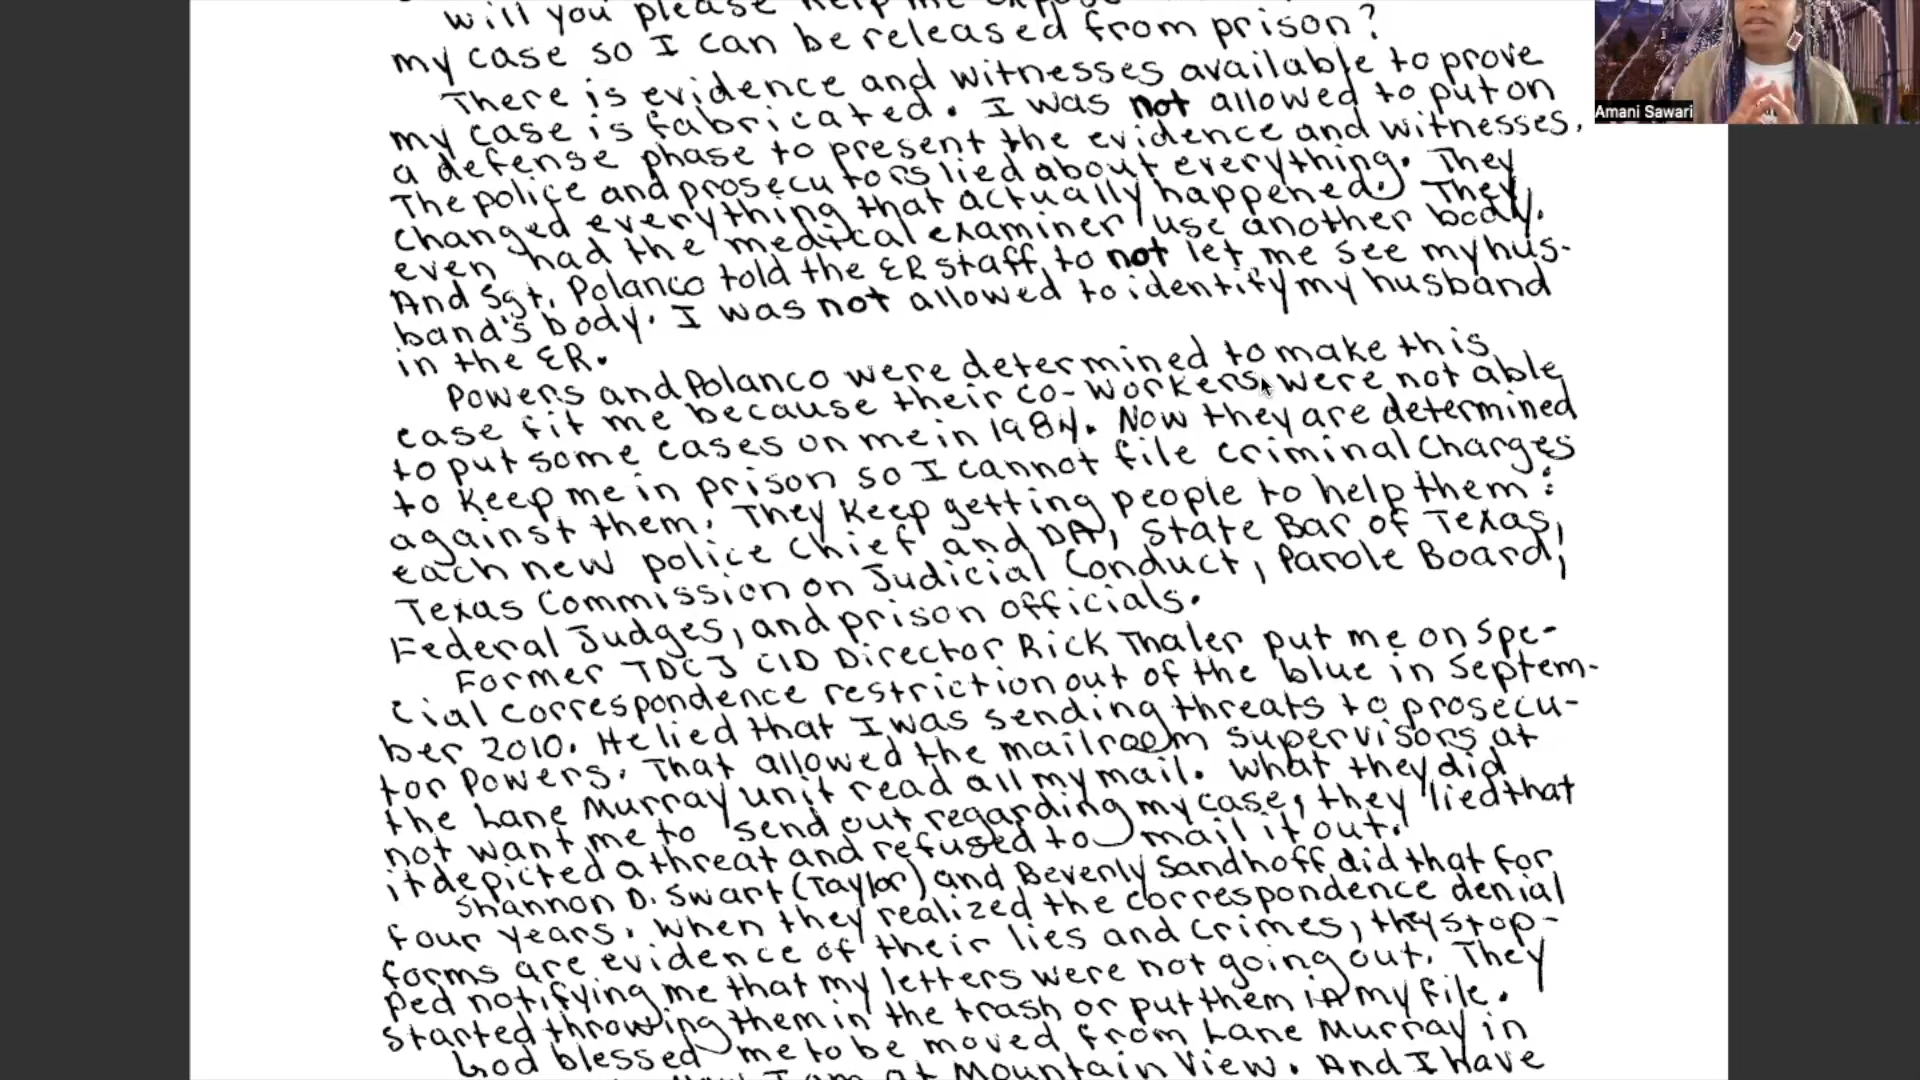 will you please help me expose
my case so I can be released from prison?
There is evidence and witnesses available to prove
my case is fabricated. I was not allowed to put on
a defense phase to present the evidence and witnesses.
The police and prosecutors lied about everything. They
changed everything that actually happened. They
even had the medical examiner use another body.
And Sgt. Polanco told the ER staff to not let me see my hus-
band's body. I was not allowed to identify my husband
in the ER.
Powers and Polanco were determined to make this
case fit me because their co-workers were not able
to put some cases on me in 1984. Now they are determined
to keep me in prison so I cannot file criminal charges
against them. They keep getting people to help them:
each new police chief and DA, State Bar of Texas,
Texas Commission on Judicial Conduct, Parole Board,
Federal Judges, and prison officials.
Former TDCJ CID Director Rick Thaler put me on Spe-
cial correspondence restriction out of the blue in Septem-
ber 2010. He lied that I was sending threats to prosecu-
tor Powers. That allowed the mailroom supervisors at
the Lane Murray unit read all my mail. What they did
not want me to send out regarding my case, they lied that
it depicted a threat and refused to mail it out.
Shannon D. Swart (Taylor) and Beverly Sandhoff did that for
four years. When they realized the correspondence denial
forms are evidence of their lies and crimes, they stop-
ped notifying me that my letters were not going out. They
started throwing them in the trash or put them in my file.
God blessed me to be moved from Lane Murray in
Now I am at Mountain View. And I have
Amani Sawari